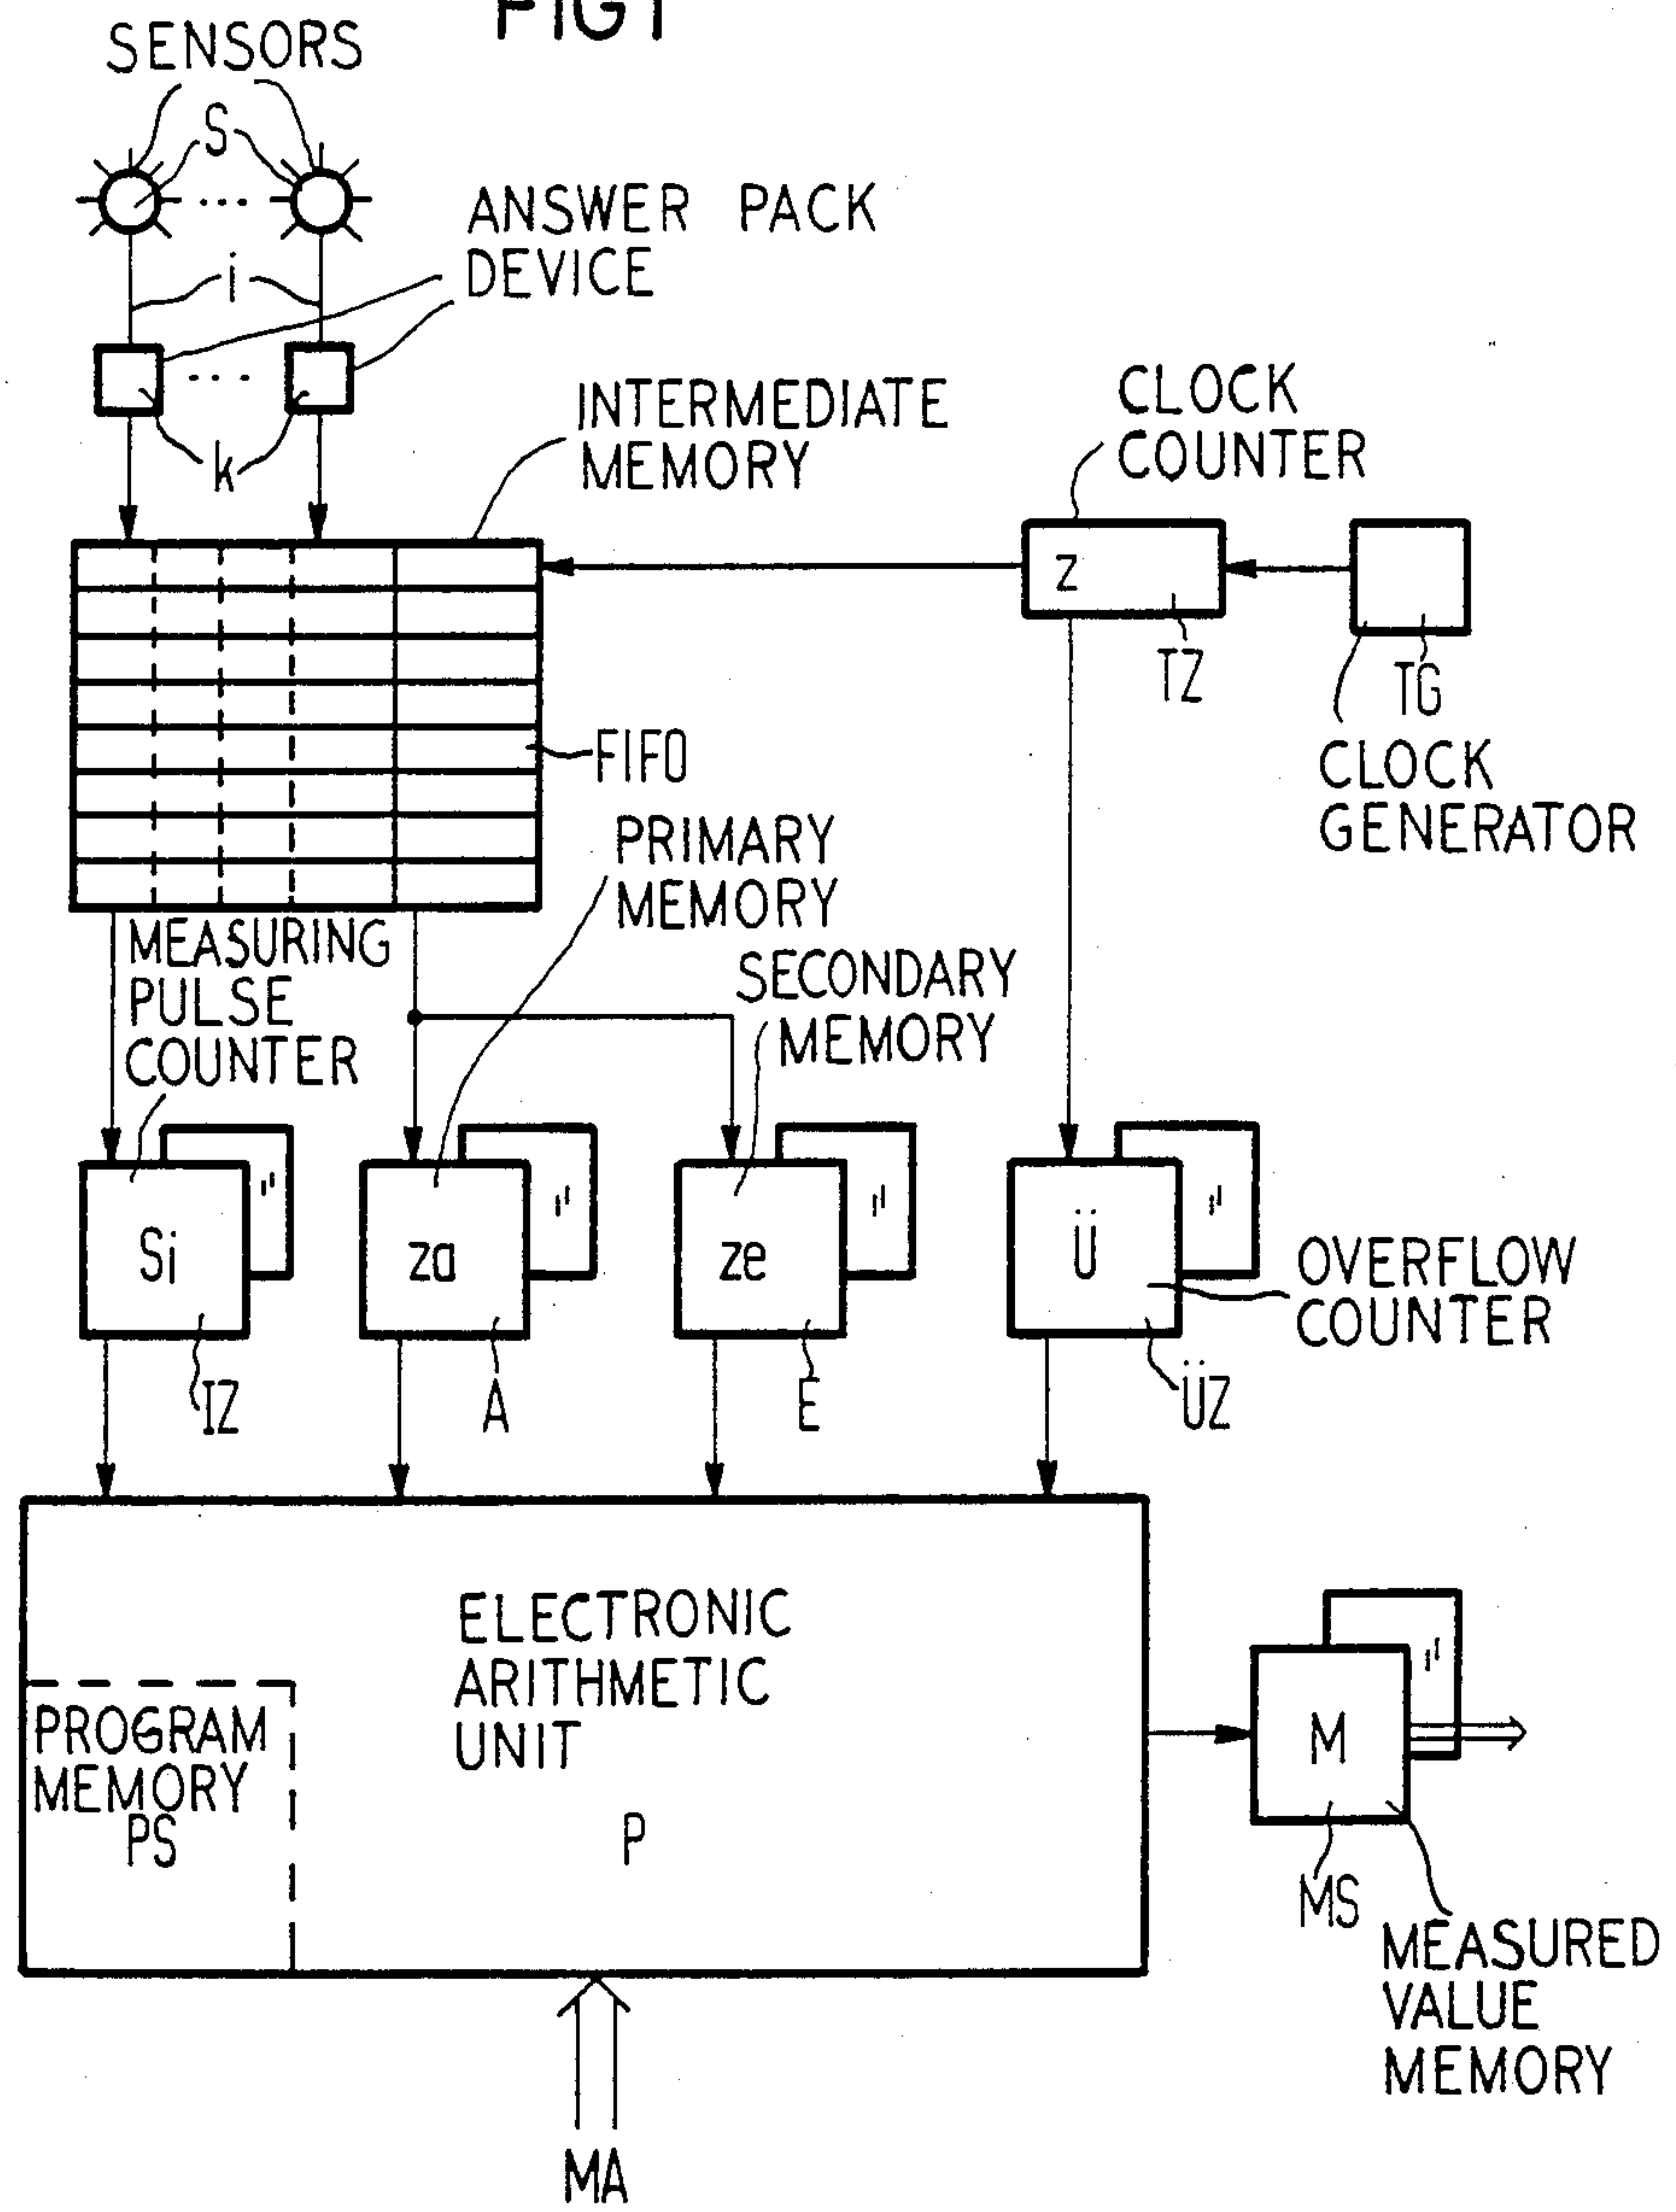 FIG1
SENSORS
S
ANSWER PACK
DEVICE
i
k
INTERMEDIATE
MEMORY
CLOCK
COUNTER
z
TZ
TG
CLOCK
GENERATOR
FIFO
PRIMARY
MEMORY
MEASURING
PULSE
COUNTER
SECONDARY
MEMORY
Si
za
ze
Ü
OVERFLOW
COUNTER
IZ
A
E
ÜZ
ELECTRONIC
ARITHMETIC
UNIT
P
PROGRAM
MEMORY
PS
M
MS
MEASURED
VALUE
MEMORY
MA